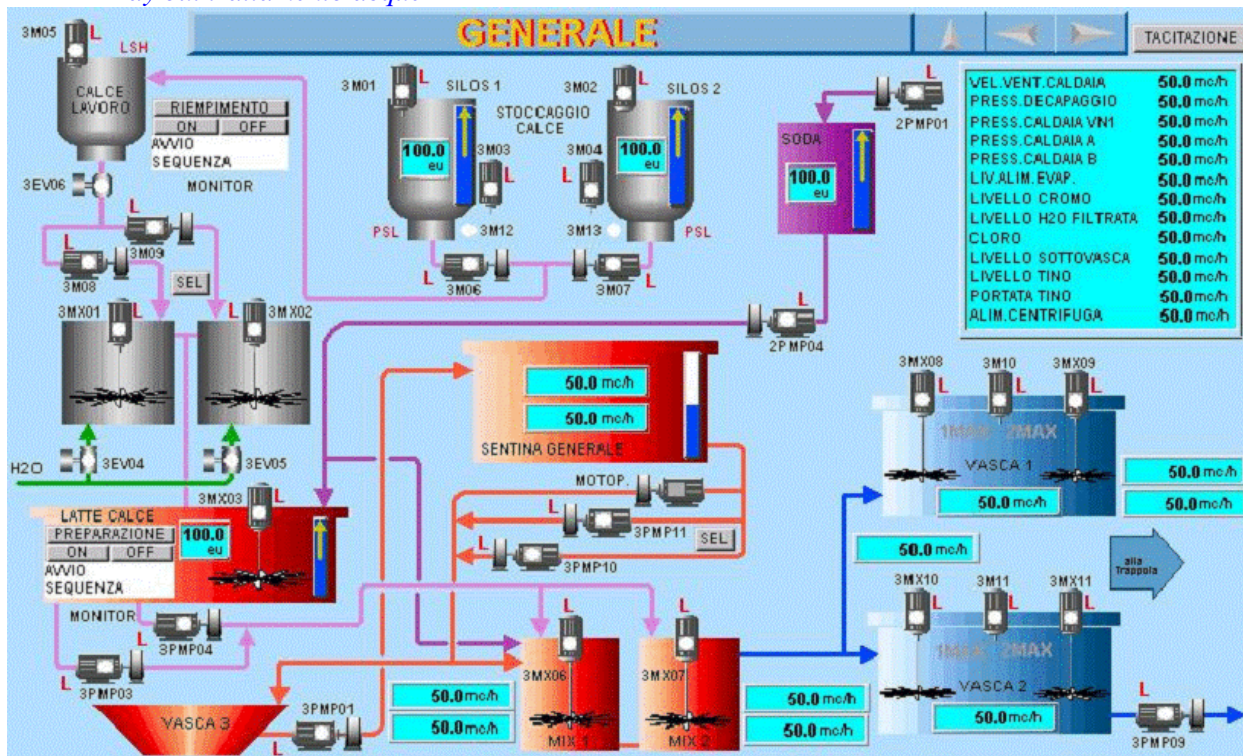 GENERALE
TACITAZIONE
3M05
L
LSH
CALCE
LAVORO
RIEMPIMENTO
ON OFF
AVVIO
SEQUENZA
MONITOR
3EV06
L
3M09
L
3M08
SEL
3M01
L
SILOS 1
100.0
eu
STOCCAGGIO
CALCE
3M02
L
SILOS 2
100.0
eu
3M03
L
3M04
L
PSL
3M12
3M13
PSL
L
3M06
3M07
L
L
2PMP01
SODA
100.0
eu
L
2PMP04
VEL.VENT.CALDAIA 50.0 mc/h
PRESS.DECAPAGGIO 50.0 mc/h
PRESS.CALDAIA VN1 50.0 mc/h
PRESS.CALDAIA A 50.0 mc/h
PRESS.CALDAIA B 50.0 mc/h
LIV.ALIM.EVAP. 50.0 mc/h
LIVELLO CROMO 50.0 mc/h
LIVELLO H2O FILTRATA 50.0 mc/h
CLORO 50.0 mc/h
LIVELLO SOTTOVASCA 50.0 mc/h
LIVELLO TINO 50.0 mc/h
PORTATA TINO 50.0 mc/h
ALIM.CENTRIFUGA 50.0 mc/h
3MX01
L
L
3MX02
H2O
3EV04
3EV05
50.0 mc/h
50.0 mc/h
SENTINA GENERALE
MOTOP.
L
3PMP11
SEL
L
3PMP10
3MX03
L
LATTE CALCE
PREPARAZIONE
ON OFF
AVVIO
SEQUENZA
100.0
eu
MONITOR
L
3PMP04
L
3PMP03
VASCA 3
3PMP01
L
50.0 mc/h
50.0 mc/h
L
3MX06
MIX 1
L
3MX07
MIX 2
50.0 mc/h
50.0 mc/h
3MX08
L
3M10
L
3MX09
L
1MAX 2MAX
VASCA 1
50.0 mc/h
50.0 mc/h
50.0 mc/h
50.0 mc/h
alla
Trappola
3MX10
L
3M11
L
3MX11
L
1MAX 2MAX
VASCA 2
50.0 mc/h
L
3PMP09